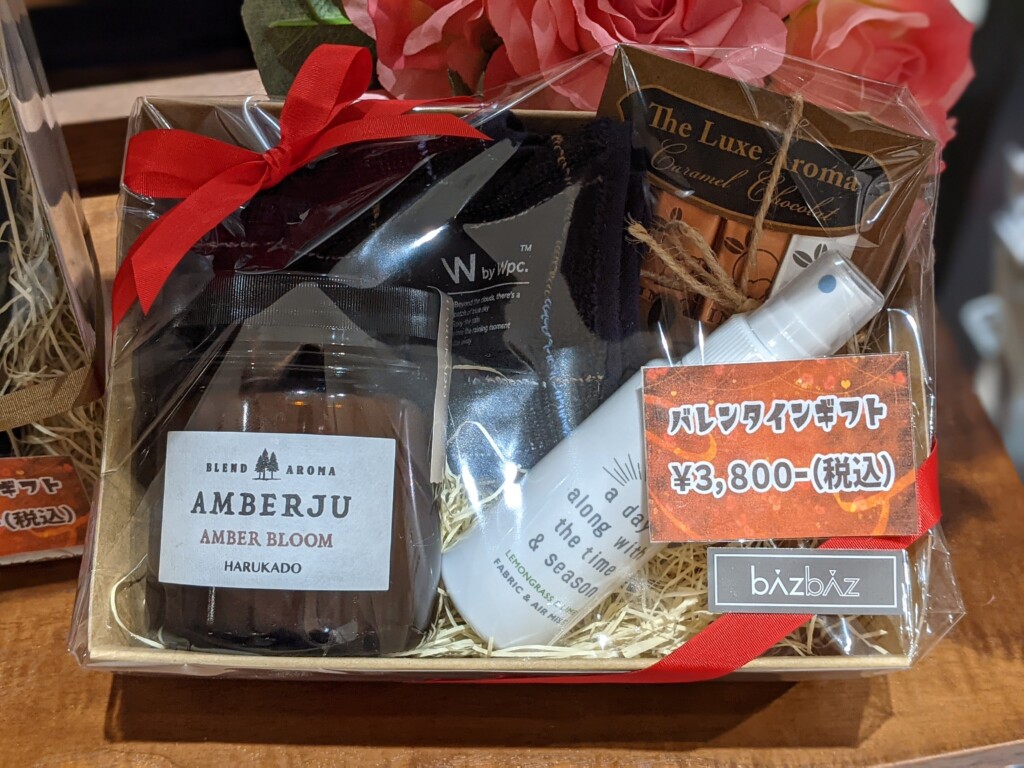 The Luxe Aroma
Caramel Chocolat
W by Wpc.™
BLEND AROMA
AMBERJU
AMBER BLOOM
HARUKADO
a day
along with
the time
& season
LEMONGRASS
FABRIC & AIR MIST
バレンタインギフト
¥3,800-(税込)
bázbáz
ギフト
(税込)